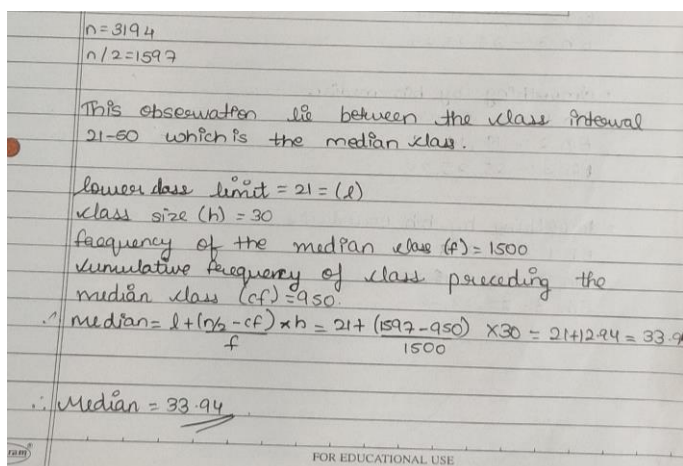 n = 3194
n/2 = 1597
This observation lie between the class interval
21-60 which is the median class.
lower class limit = 21 = (l)
class size (h) = 30
frequency of the median class (f) = 1500
cumulative frequency of class preceding the
median class (cf) = 950.
∴ median = l + (n/2 - cf) × h = 21 + (1597 - 950) × 30 = 21 + 12.94 = 33.9
f 1500
∴ Median = 33.94
ram
FOR EDUCATIONAL USE